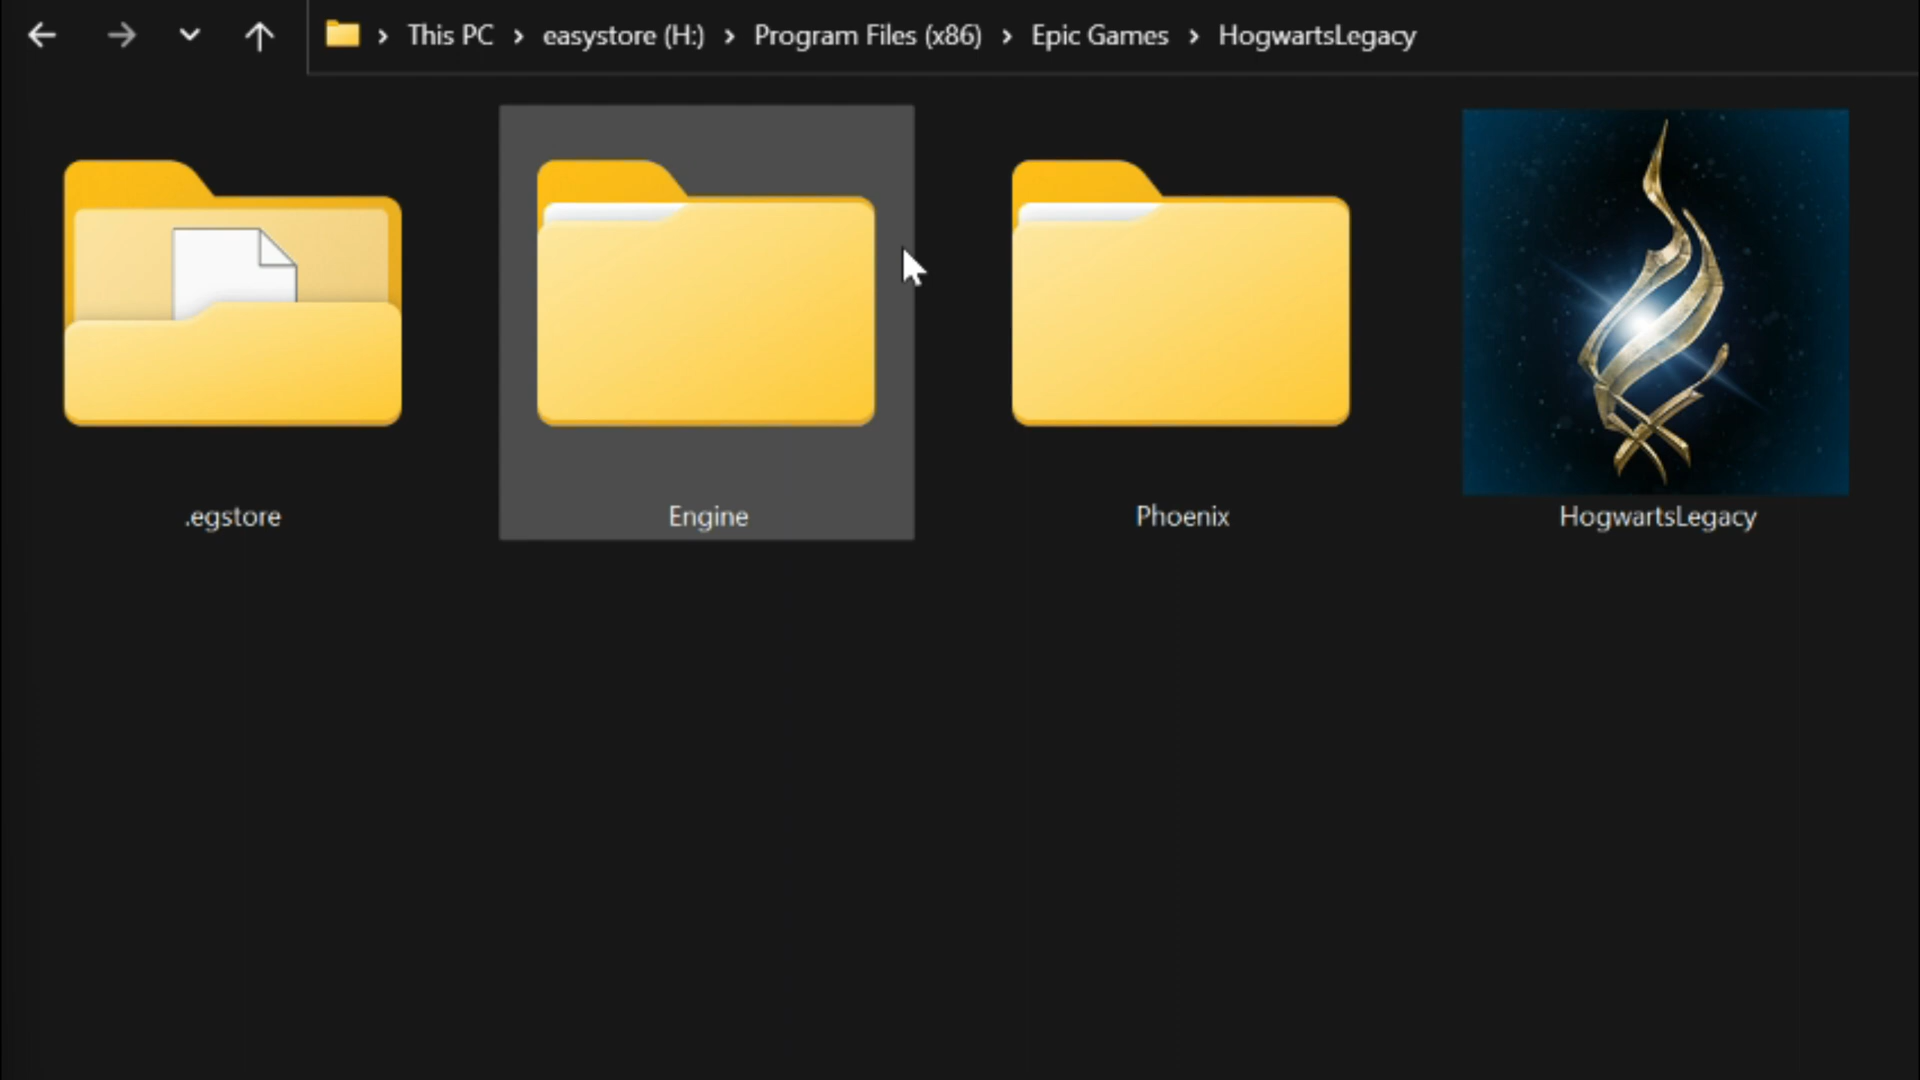 This PC > easystore (H:) > Program Files (x86) > Epic Games > HogwartsLegacy
.egstore
Engine
Phoenix
HogwartsLegacy